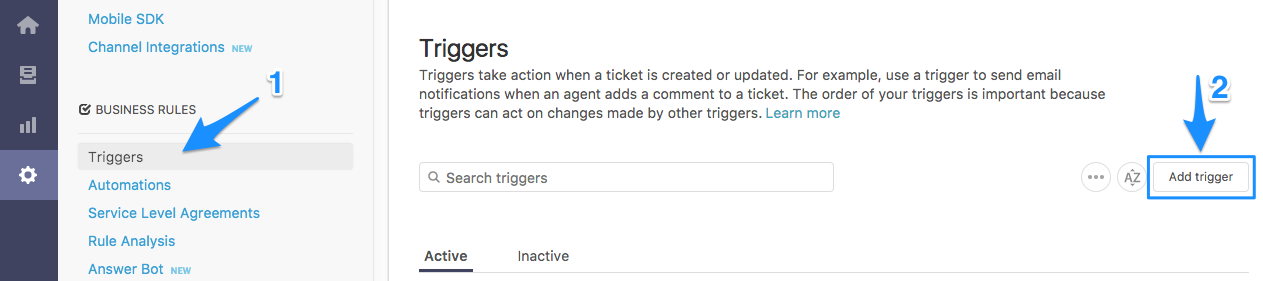 Mobile SDK
Channel Integrations NEW
1
BUSINESS RULES
Triggers
Automations
Service Level Agreements
Rule Analysis
Answer Bot NEW
Triggers
Triggers take action when a ticket is created or updated. For example, use a trigger to send email
notifications when an agent adds a comment to a ticket. The order of your triggers is important because
triggers can act on changes made by other triggers. Learn more
2
Search triggers
AZ
Add trigger
Active Inactive